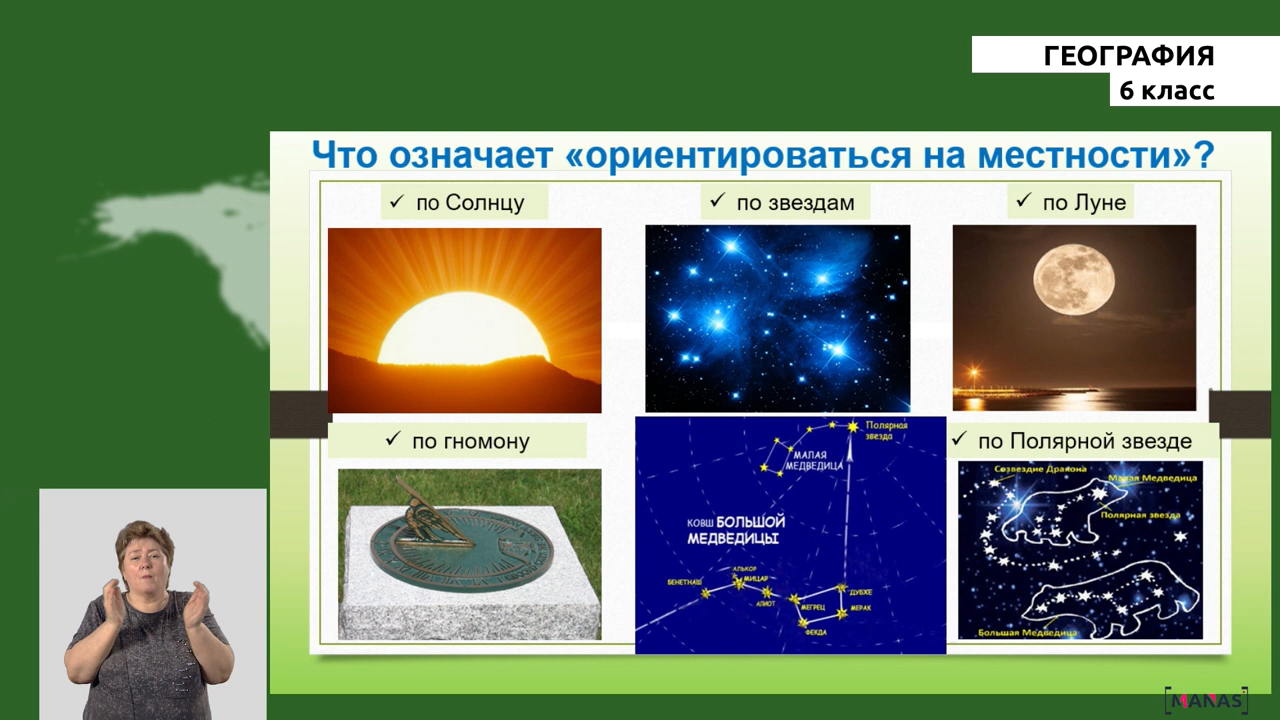 ГЕОГРАФИЯ
6 класс
Что означает «ориентироваться на местности»?
✓ по Солнцу
✓ по звездам
✓ по Луне
✓ по гномону
✓ по Полярной звезде
Полярная
звезда
МАЛАЯ
МЕДВЕДИЦА
КОВШ БОЛЬШОЙ
МЕДВЕДИЦЫ
АЛЬКОР
МИЦАР
БЕНЕТНАШ
АЛИОТ
МЕГРЕЦ
ДУБХЕ
МЕРАК
ФЕКДА
Созвездие Дракона
Малая Медведица
Полярная звезда
Большая Медведица
[MANAS]